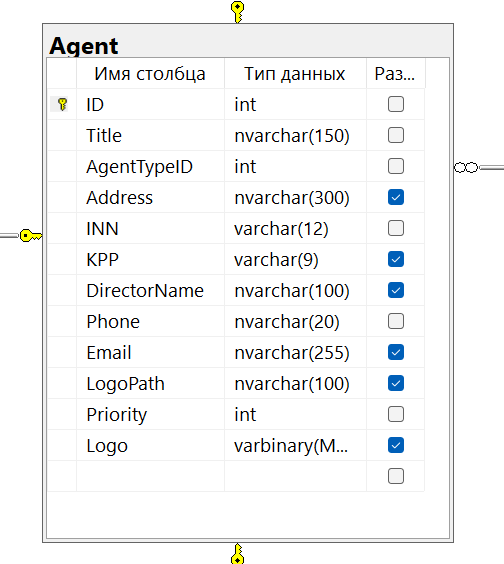 Agent
Имя столбца Тип данных Раз...
ID int
Title nvarchar(150)
AgentTypeID int
Address nvarchar(300)
INN varchar(12)
KPP varchar(9)
DirectorName nvarchar(100)
Phone nvarchar(20)
Email nvarchar(255)
LogoPath nvarchar(100)
Priority int
Logo varbinary(M...